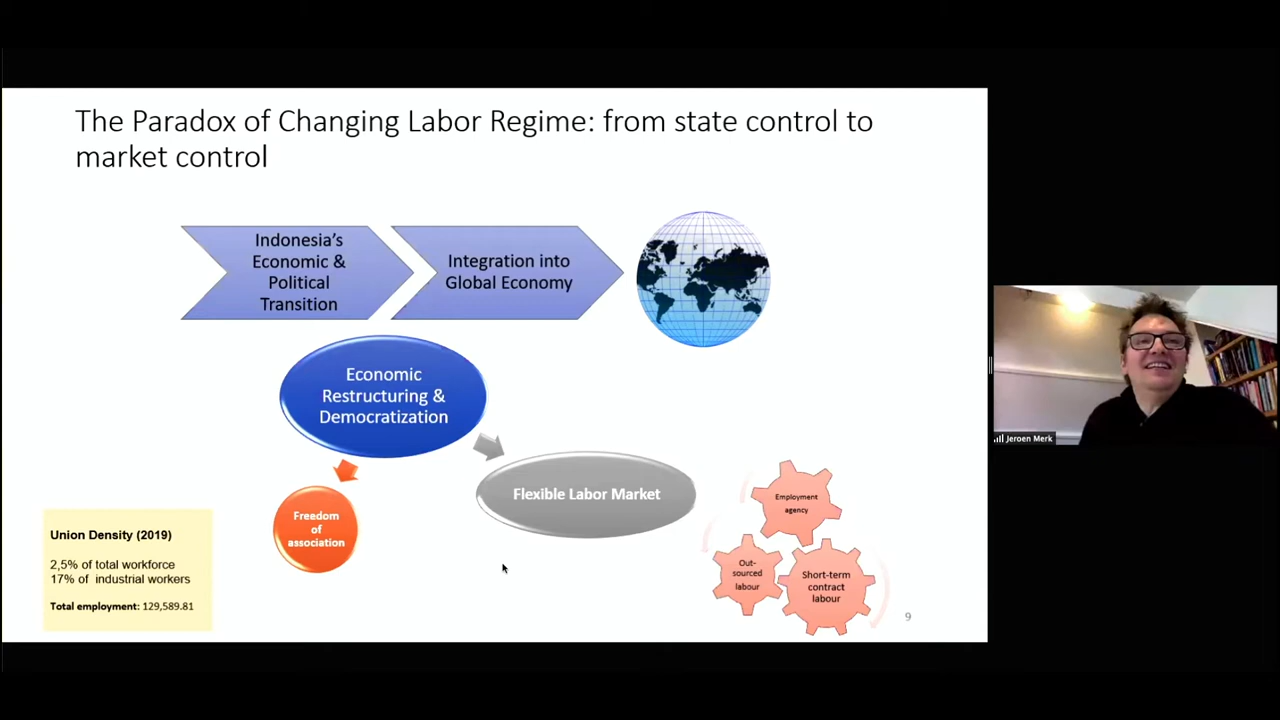 The Paradox of Changing Labor Regime: from state control to
market control
Indonesia's
Economic &
Political
Transition
Integration into
Global Economy
Economic
Restructuring &
Democratization
Flexible Labor Market
Freedom
of
association
Union Density (2019)
2,5% of total workforce
17% of industrial workers
Total employment: 129,589.81
Employment
agency
Out-
sourced
labour
Short-term
contract
labour
9
Jeroen Merk